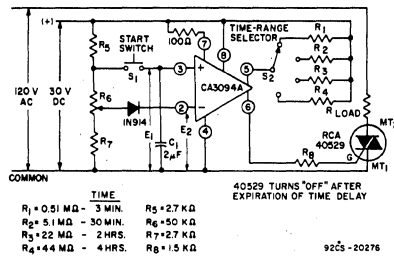 (+)
START
SWITCH
S1
100Ω
TIME-RANGE
SELECTOR
R1
R2
R3
R4
R5
R6
R7
R8
120 V
AC
30 V
DC
1N914
E1
E2
C1
2µF
CA3094A
+
−
2
3
4
5
6
7
8
S2
R LOAD
RCA
40529
MT2
MT1
G
COMMON
40529 TURNS "OFF" AFTER
EXPIRATION OF TIME DELAY
TIME
R1 = 0.51 MΩ - 3 MIN. R5 = 2.7 KΩ
R2 = 5.1 MΩ - 30 MIN. R6 = 50 KΩ
R3 = 22 MΩ - 2 HRS. R7 = 2.7 KΩ
R4 = 44 MΩ - 4 HRS. R8 = 1.5 KΩ
92CS-20276